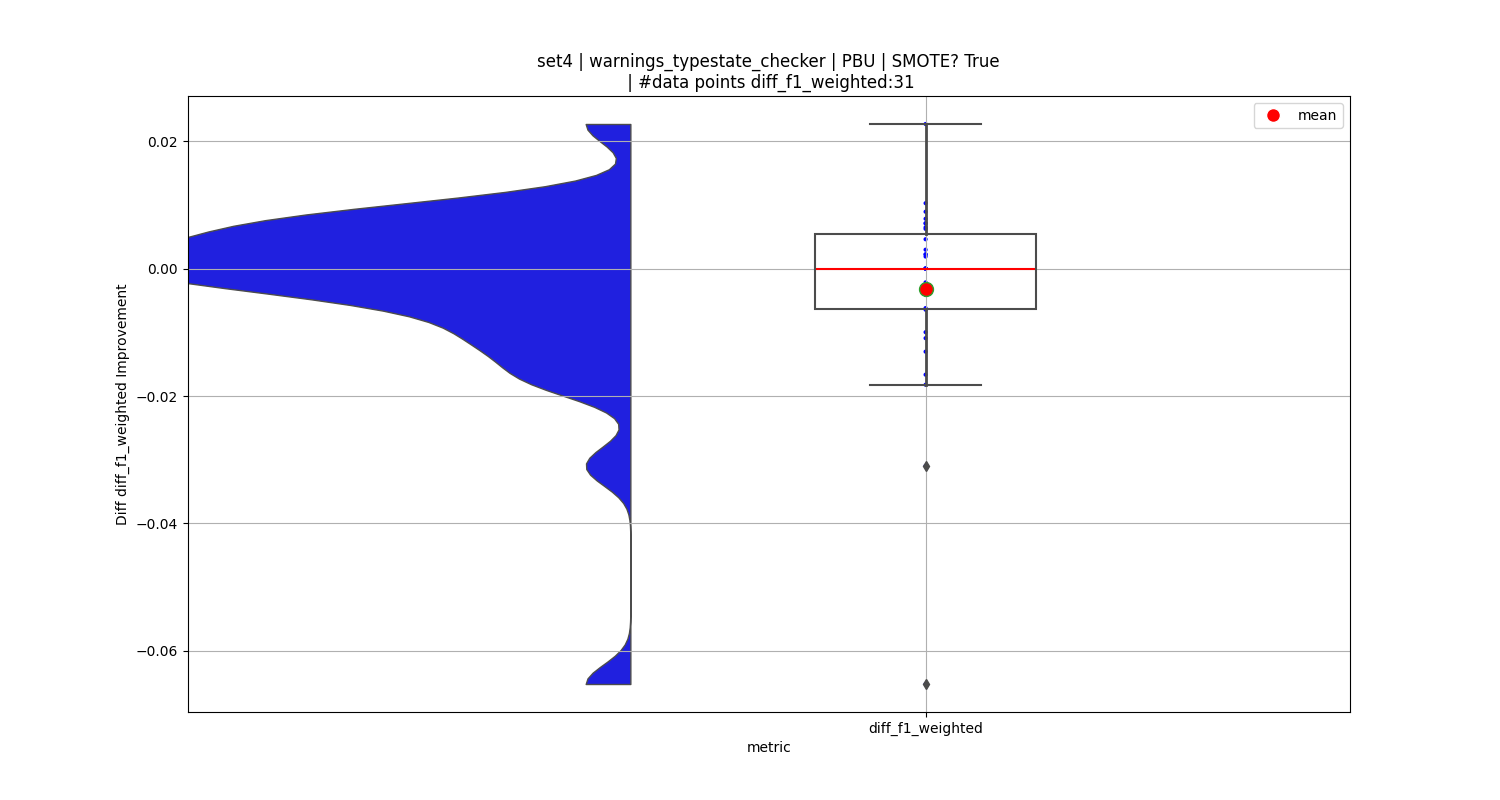 set4 | warnings_typestate_checker | PBU | SMOTE? True
| #data points diff_f1_weighted:31
mean
0.02
0.00
−0.02
−0.04
−0.06
Diff diff_f1_weighted Improvement
diff_f1_weighted
metric